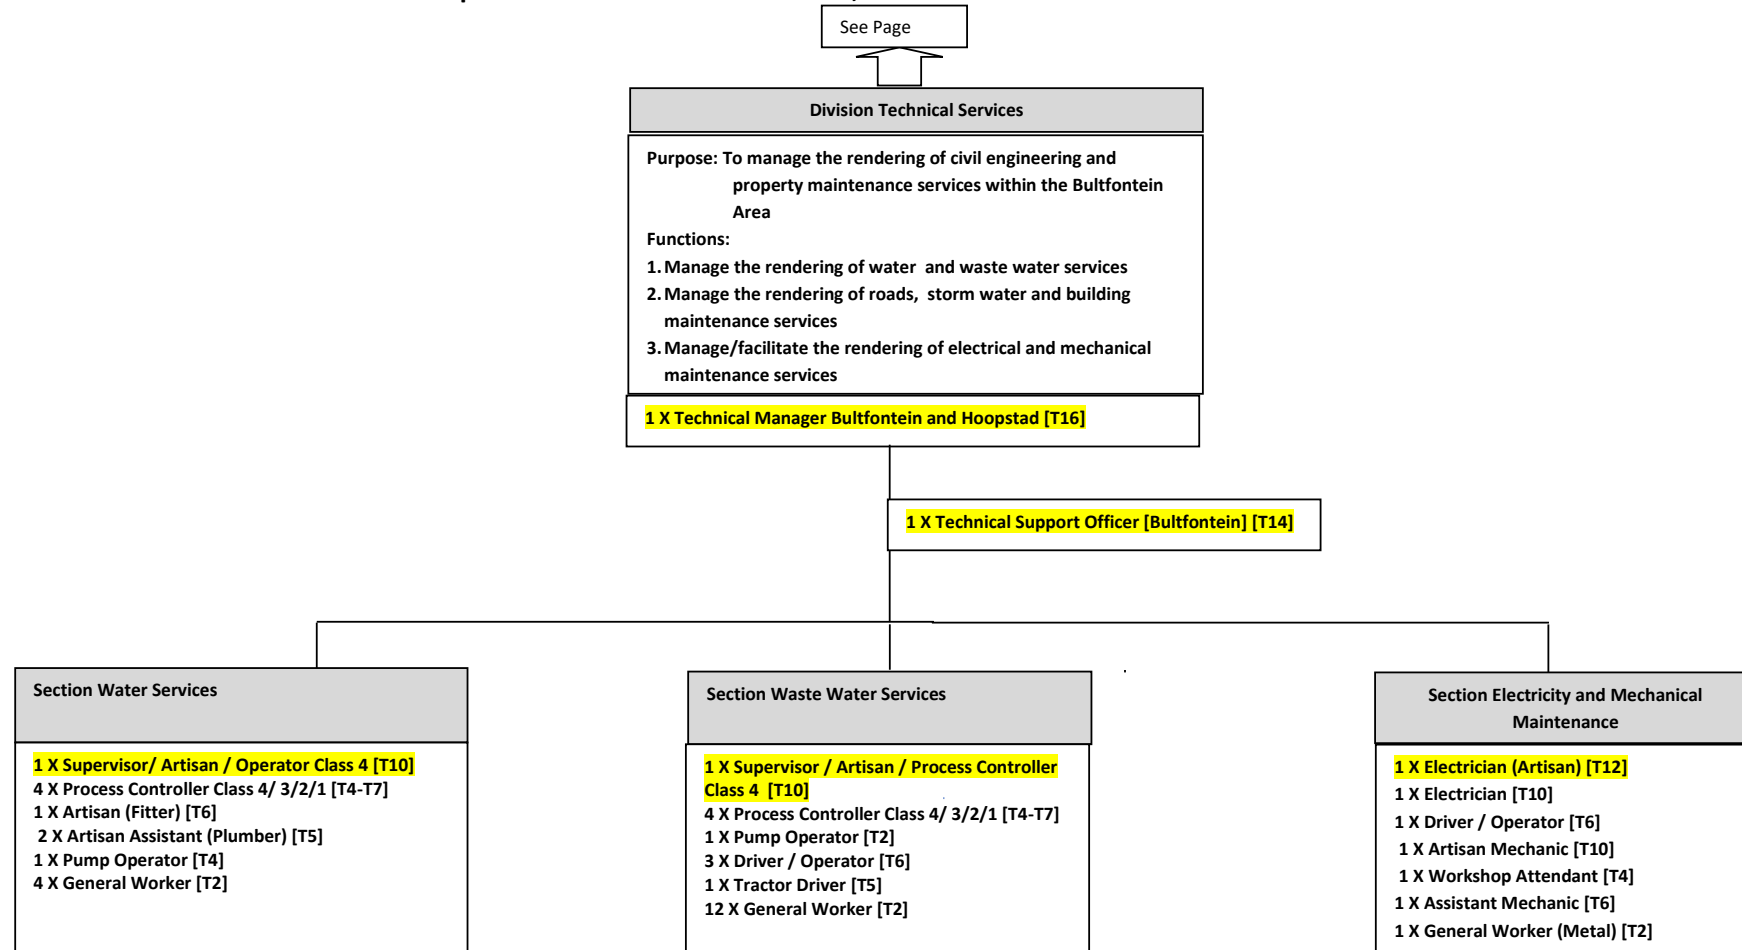 See Page
Division Technical Services
Purpose: To manage the rendering of civil engineering and
property maintenance services within the Bultfontein
Area
Functions:
1. Manage the rendering of water and waste water services
2. Manage the rendering of roads, storm water and building
maintenance services
3. Manage/facilitate the rendering of electrical and mechanical
maintenance services
1 X Technical Manager Bultfontein and Hoopstad [T16]
1 X Technical Support Officer [Bultfontein] [T14]
Section Water Services
1 X Supervisor/ Artisan / Operator Class 4 [T10]
4 X Process Controller Class 4/ 3/2/1 [T4-T7]
1 X Artisan (Fitter) [T6]
2 X Artisan Assistant (Plumber) [T5]
1 X Pump Operator [T4]
4 X General Worker [T2]
Section Waste Water Services
1 X Supervisor / Artisan / Process Controller
Class 4 [T10]
4 X Process Controller Class 4/ 3/2/1 [T4-T7]
1 X Pump Operator [T2]
3 X Driver / Operator [T6]
1 X Tractor Driver [T5]
12 X General Worker [T2]
Section Electricity and Mechanical
Maintenance
1 X Electrician (Artisan) [T12]
1 X Electrician [T10]
1 X Driver / Operator [T6]
1 X Artisan Mechanic [T10]
1 X Workshop Attendant [T4]
1 X Assistant Mechanic [T6]
1 X General Worker (Metal) [T2]